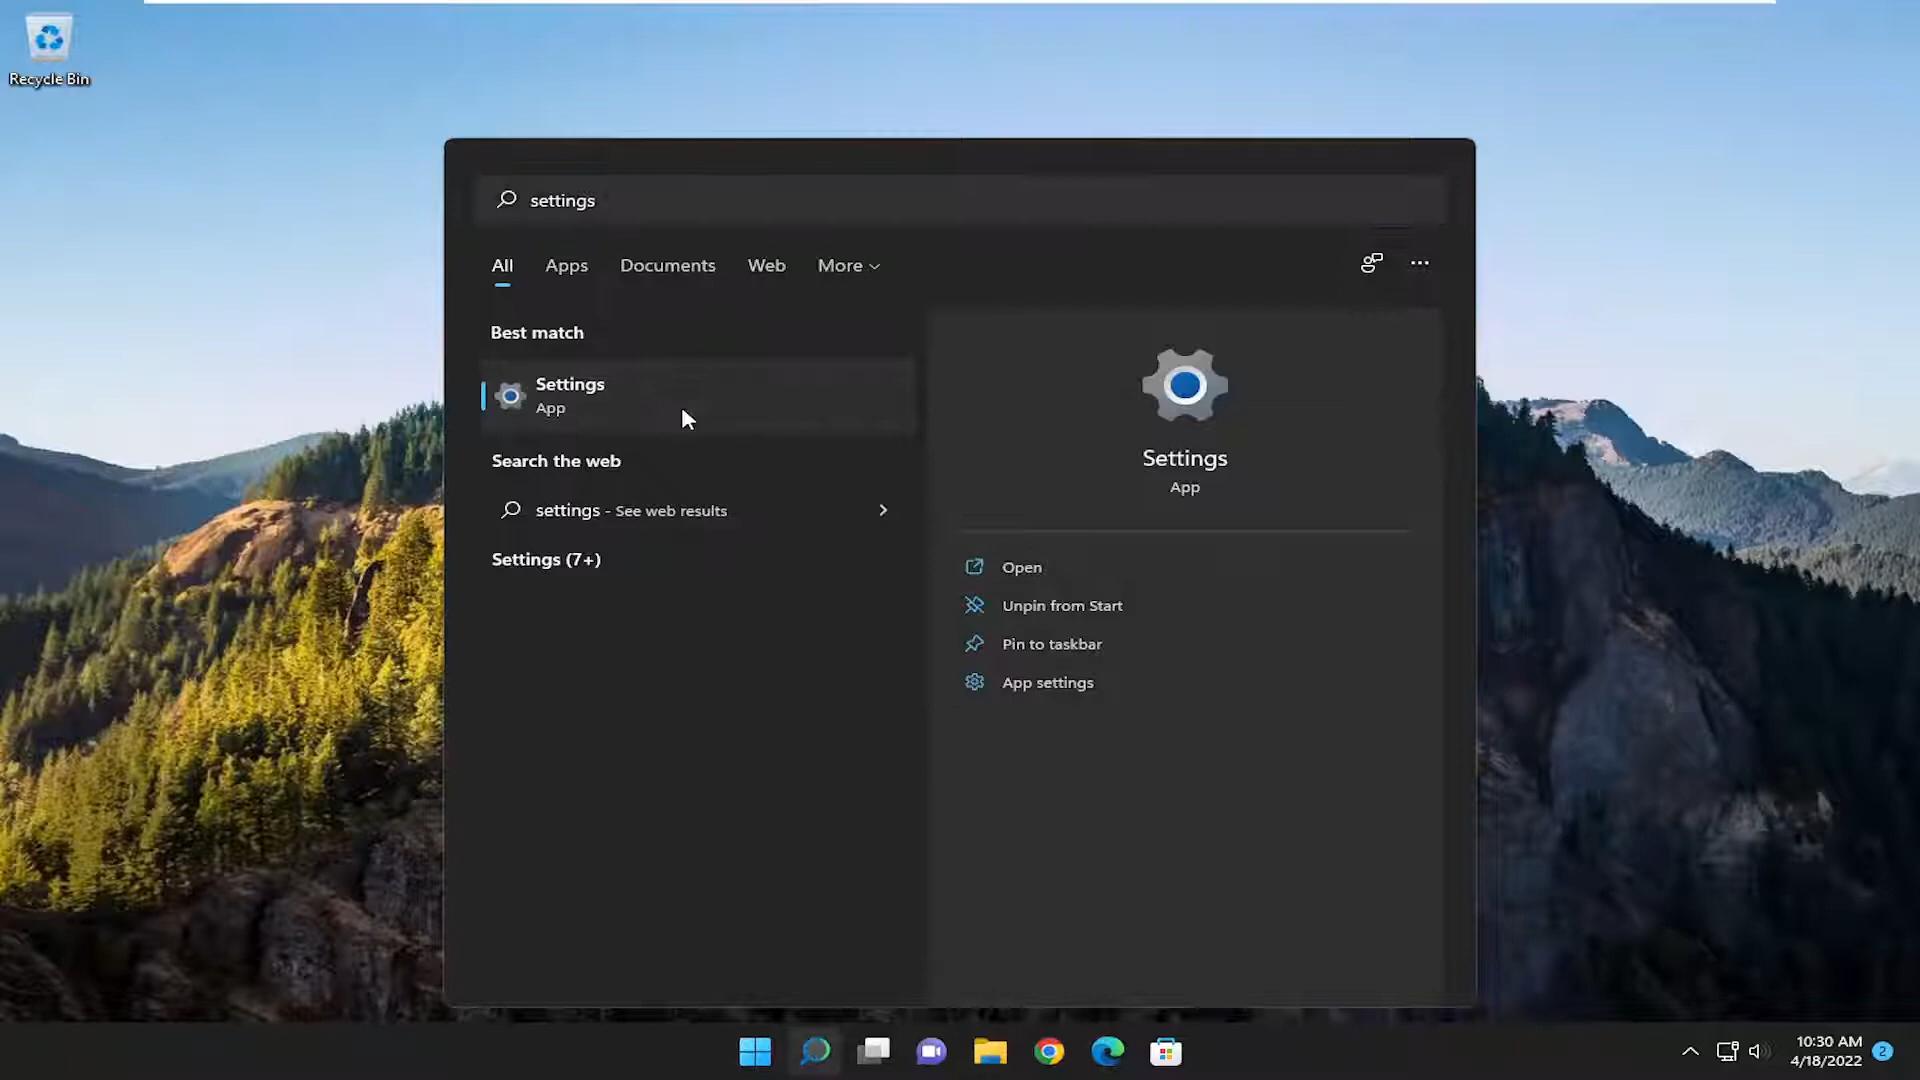 Recycle Bin
settings
All Apps Documents Web More
Best match
Settings
App
Search the web
settings - See web results
Settings (7+)
Settings
App
Open
Unpin from Start
Pin to taskbar
App settings
10:30 AM
4/18/2022
2